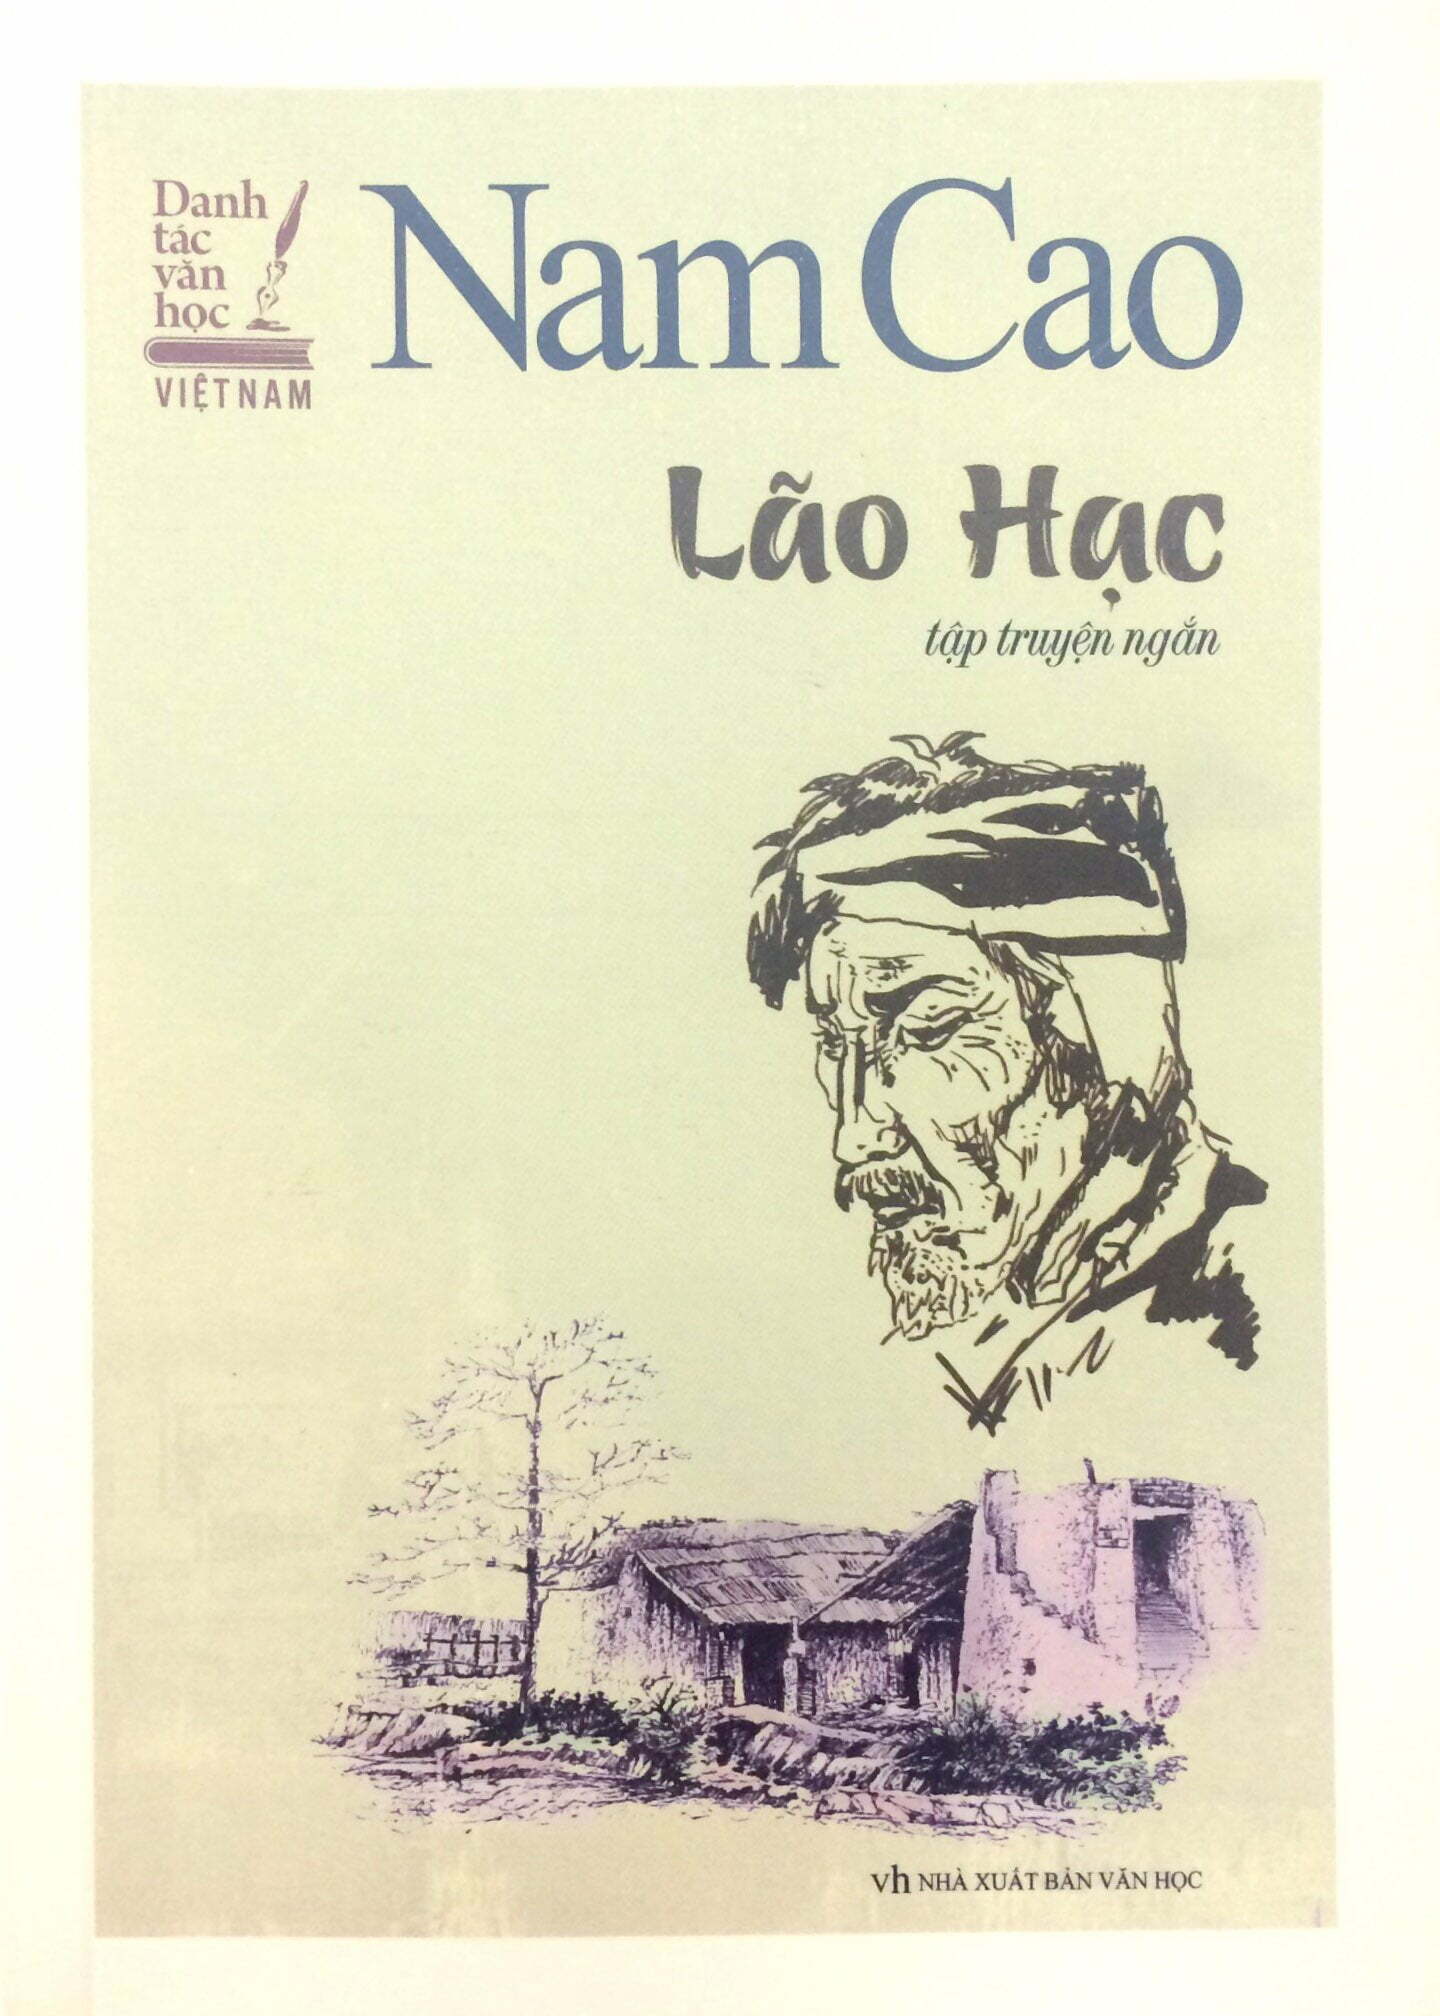 Danh
tác
văn
học
VIỆT NAM
Nam Cao
Lão Hạc
tập truyện ngắn
vh NHÀ XUẤT BẢN VĂN HỌC